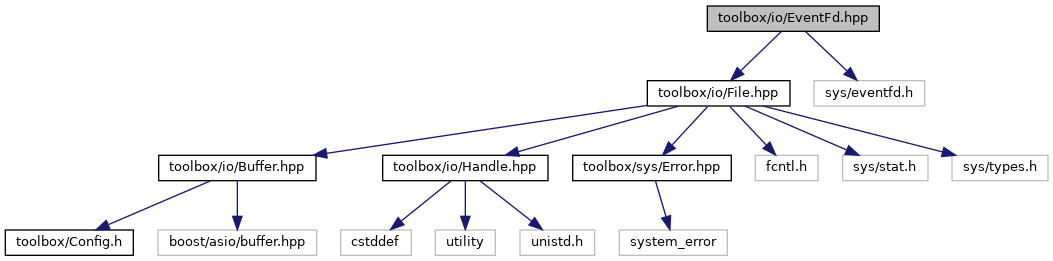 toolbox/io/EventFd.hpp
toolbox/io/File.hpp
sys/eventfd.h
toolbox/io/Buffer.hpp
toolbox/io/Handle.hpp
toolbox/sys/Error.hpp
fcntl.h
sys/stat.h
sys/types.h
toolbox/Config.h
boost/asio/buffer.hpp
cstddef
utility
unistd.h
system_error